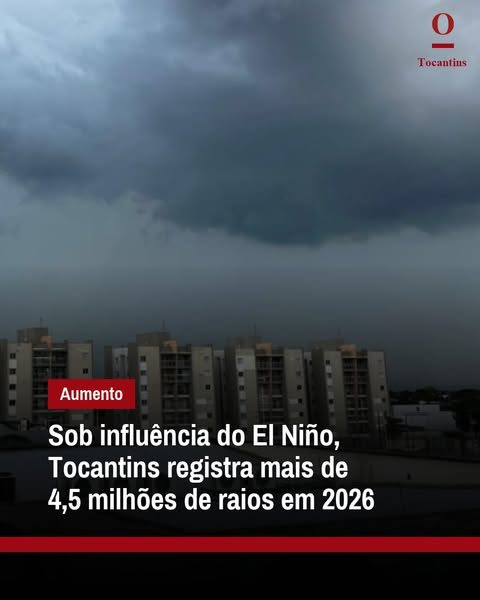 O
Tocantins
Aumento
Sob influência do El Niño,
Tocantins registra mais de
4,5 milhões de raios em 2026